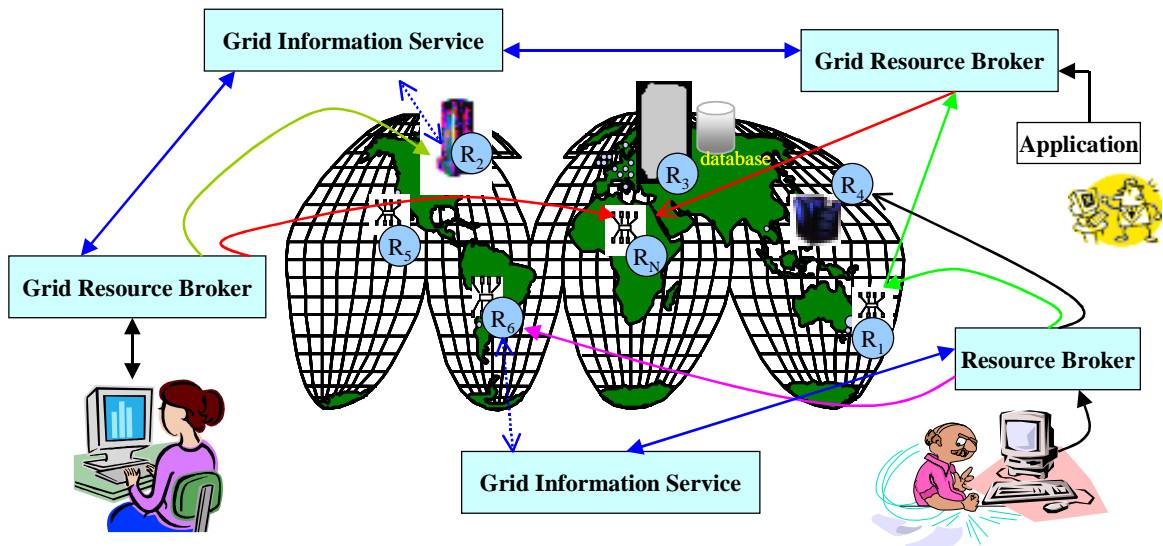 Grid Information Service
Grid Resource Broker
Application
database
R2
R3
R4
R5
RN
Grid Resource Broker
R6
R1
Resource Broker
Grid Information Service